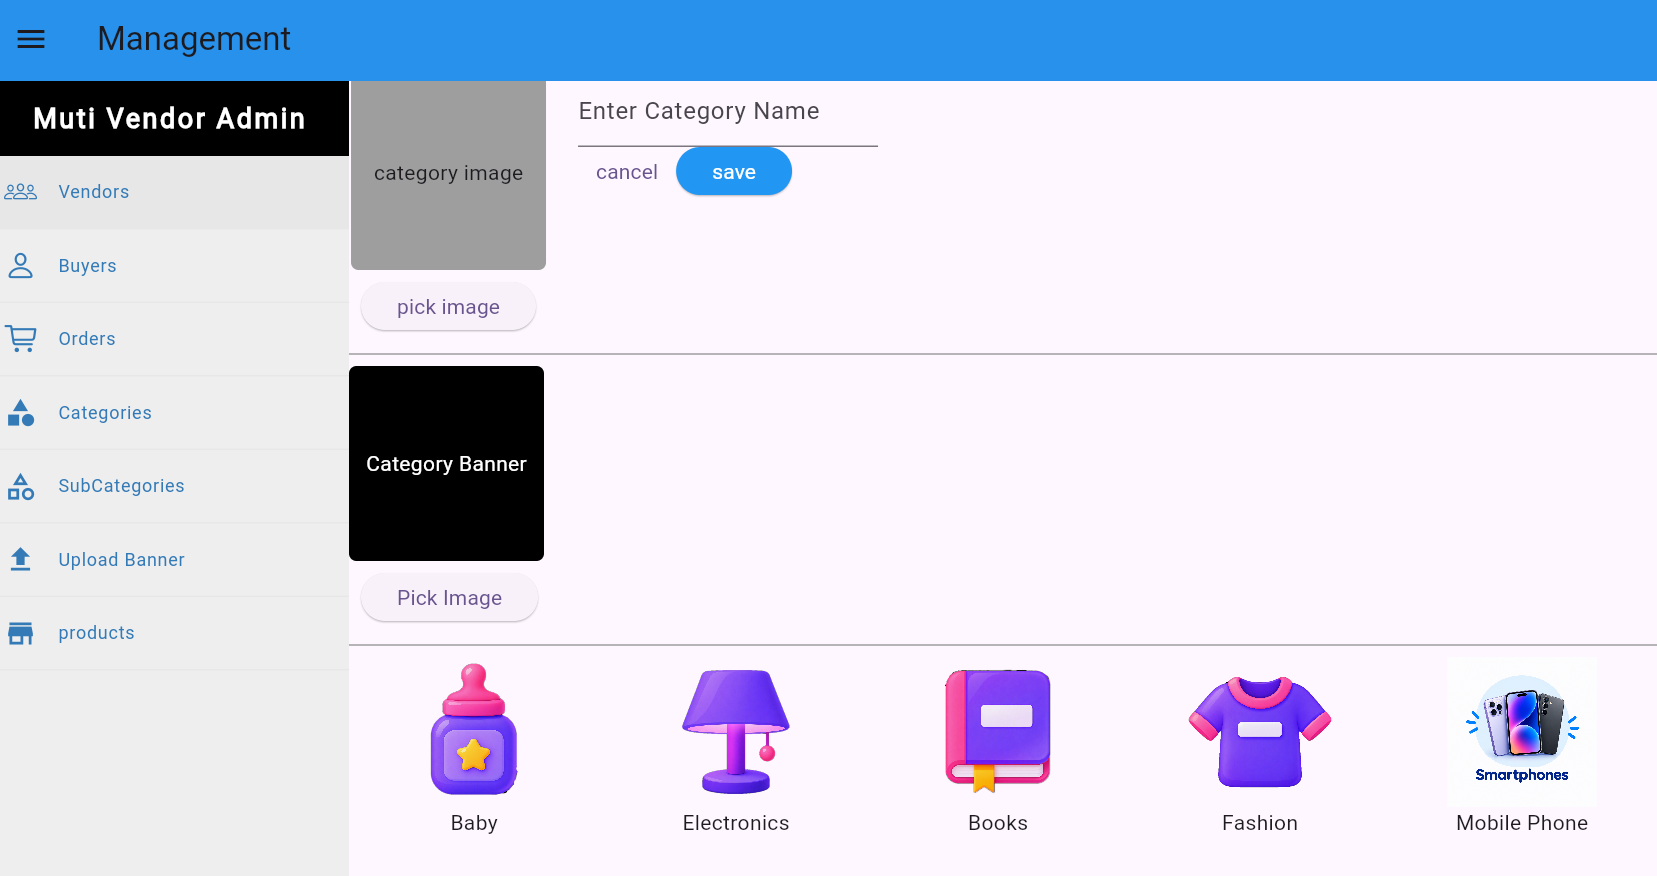 Management
Muti Vendor Admin
Vendors
Buyers
Orders
Categories
SubCategories
Upload Banner
products
category image
Enter Category Name
cancel
save
pick image
Category Banner
Pick Image
Baby
Electronics
Books
Fashion
Smartphones
Mobile Phone